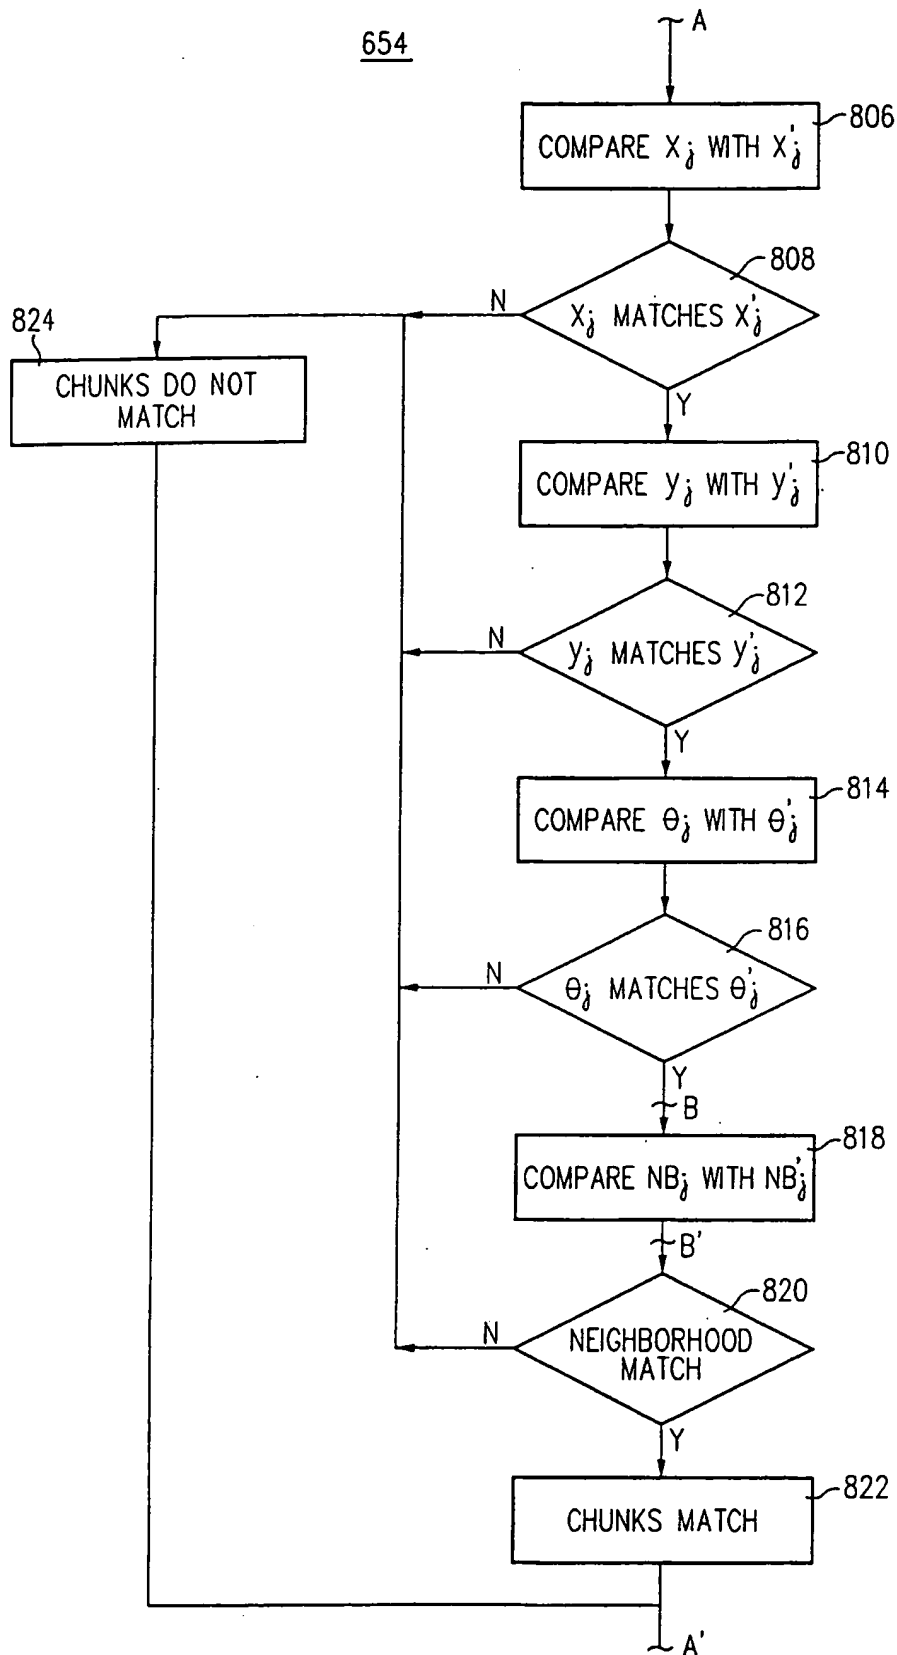 654
A
806
COMPARE Xj WITH X'j
808
Xj MATCHES X'j
N
824
CHUNKS DO NOT
MATCH
Y
810
COMPARE yj WITH y'j
812
yj MATCHES y'j
N
Y
814
COMPARE θj WITH θ'j
816
θj MATCHES θ'j
N
Y
B
818
COMPARE NBj WITH NB'j
B'
820
NEIGHBORHOOD
MATCH
N
Y
822
CHUNKS MATCH
A'